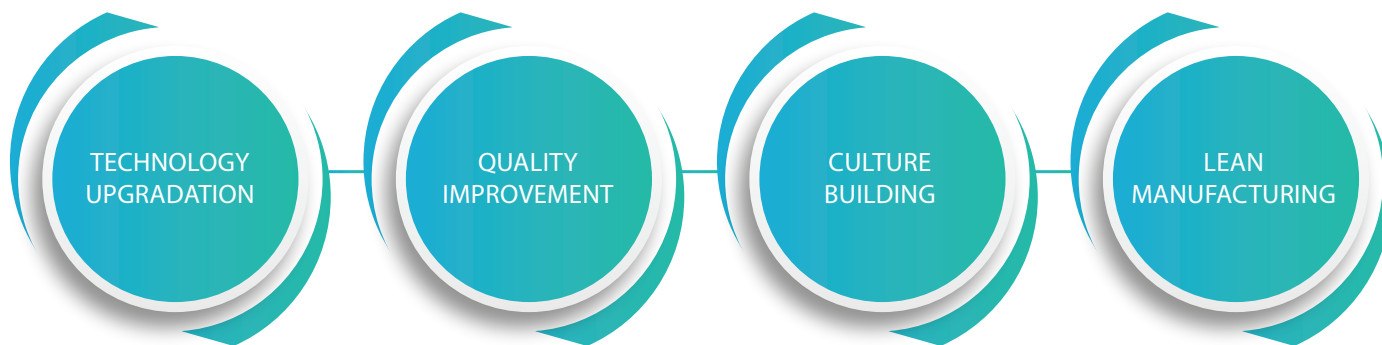 TECHNOLOGY
UPGRADATION
QUALITY
IMPROVEMENT
CULTURE
BUILDING
LEAN
MANUFACTURING